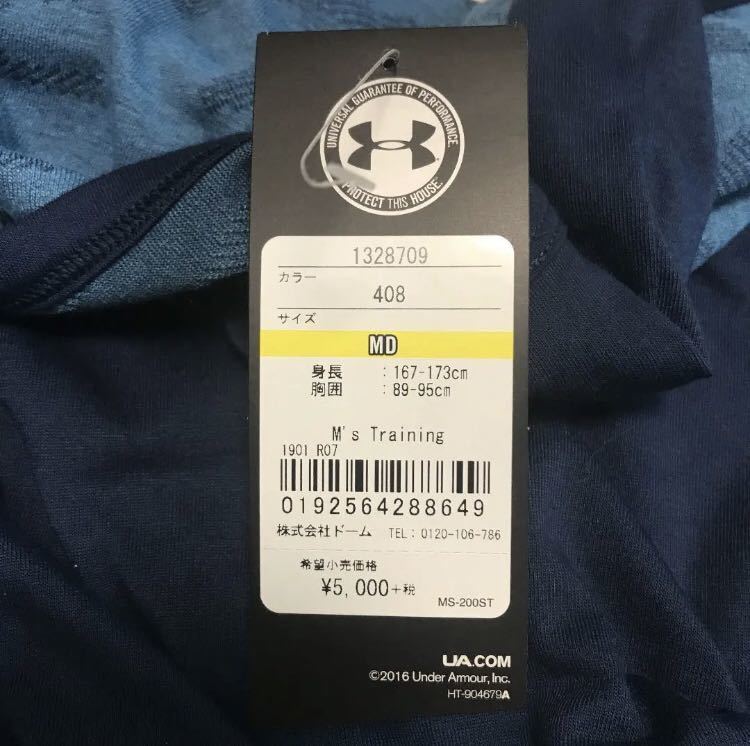 UNIVERSAL GUARANTEE OF PERFORMANCE.
PROTECT THIS HOUSE.
1328709
カラー
408
サイズ
MD
身長 : 167-173cm
胸囲 : 89-95cm
M's Training
1901 R07
0192564288649
株式会社ドーム TEL: 0120-106-786
希望小売価格
¥5,000+税
MS-200ST
UA.COM
©2016 Under Armour, Inc.
HT-904679A